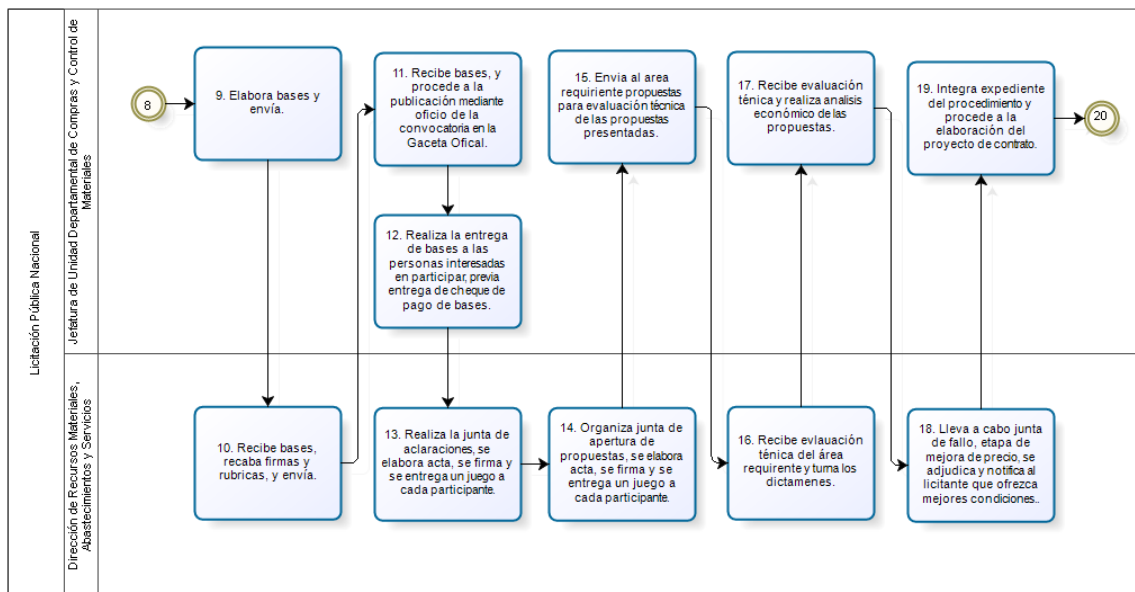 Licitación Pública Nacional
Jefatura de Unidad Departamental de Compras y Control de
Materiales
8
9. Elabora bases y
envía.
11. Recibe bases, y
procede a la
publicación mediante
oficio de la
convocatoria en la
Gaceta Ofical.
12. Realiza la entrega
de bases a las
personas interesadas
en participar, previa
entrega de cheque de
pago de bases.
15. Envia al area
requiriente propuestas
para evaluación técnica
de las propuestas
presentadas.
17. Recibe evaluación
ténica y realiza analisis
económico de las
propuestas.
19. Integra expediente
del procedimiento y
procede a la
elaboración del
proyecto de contrato.
20
Dirección de Recursos Materiales,
Abastecimientos y Servicios
10. Recibe bases,
recaba firmas y
rubricas, y envía.
13. Realiza la junta de
aclaraciones, se
elabora acta, se firma y
se entrega un juego a
cada participante.
14. Organiza junta de
apertura de
propuestas, se elabora
acta, se firma y se
entrega un juego a
cada participante.
16. Recibe evlauación
ténica del área
requirente y turna los
dictamenes.
18. Lleva a cabo junta
de fallo, etapa de
mejora de precio, se
adjudica y notifica al
licitante que ofrezca
mejores condiciones..